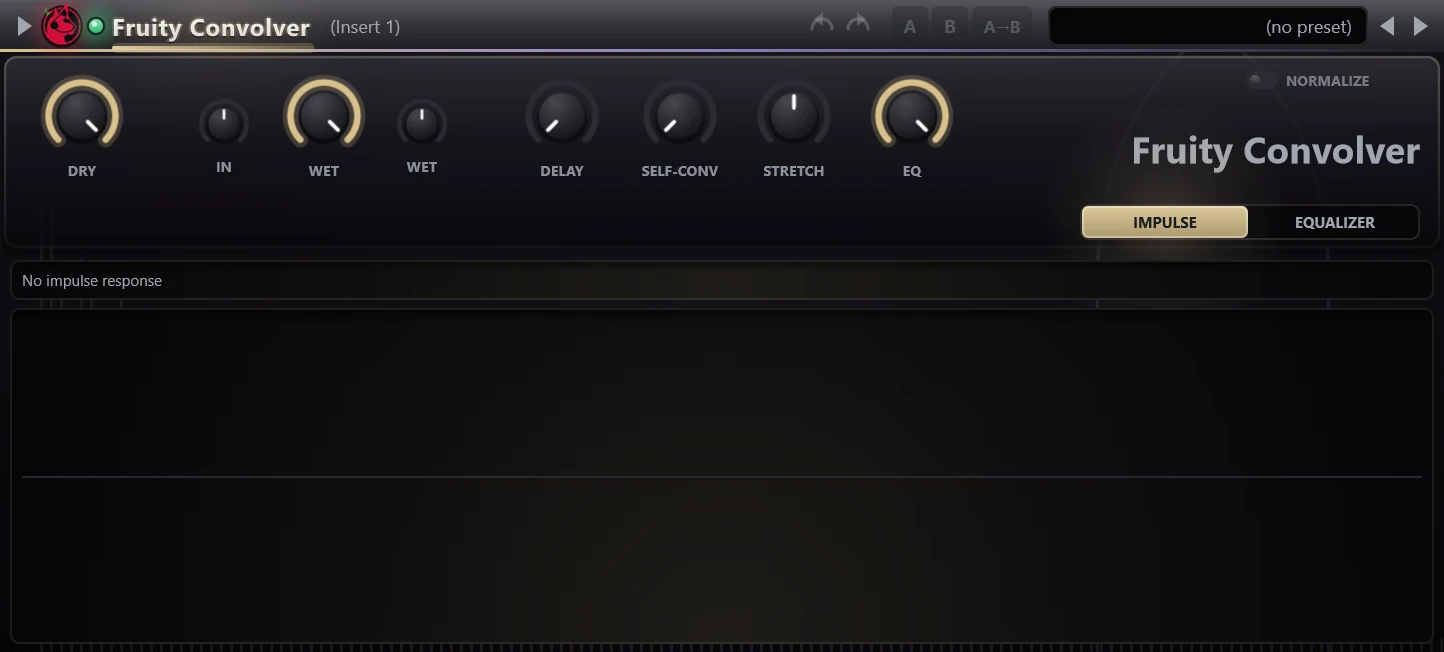 Fruity Convolver (Insert 1) A B A→B (no preset)
NORMALIZE
Fruity Convolver
DRY IN WET WET DELAY SELF-CONV STRETCH EQ
IMPULSE EQUALIZER
No impulse response